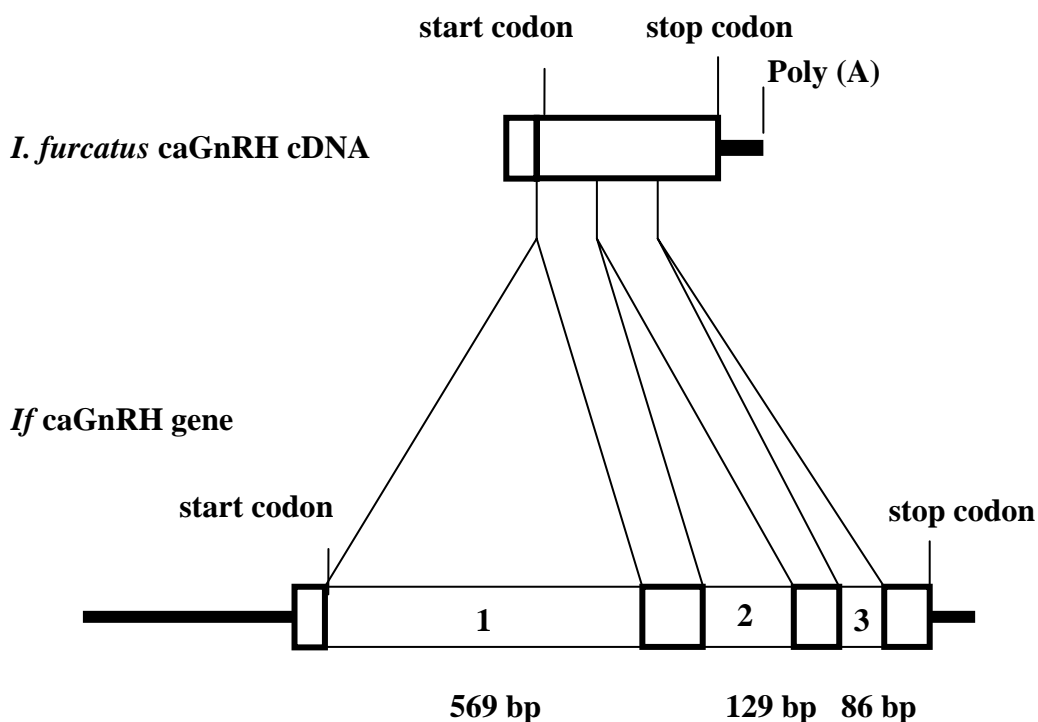 start codon stop codon
Poly (A)
I. furcatus caGnRH cDNA
If caGnRH gene
start codon stop codon
1 2 3
569 bp 129 bp 86 bp